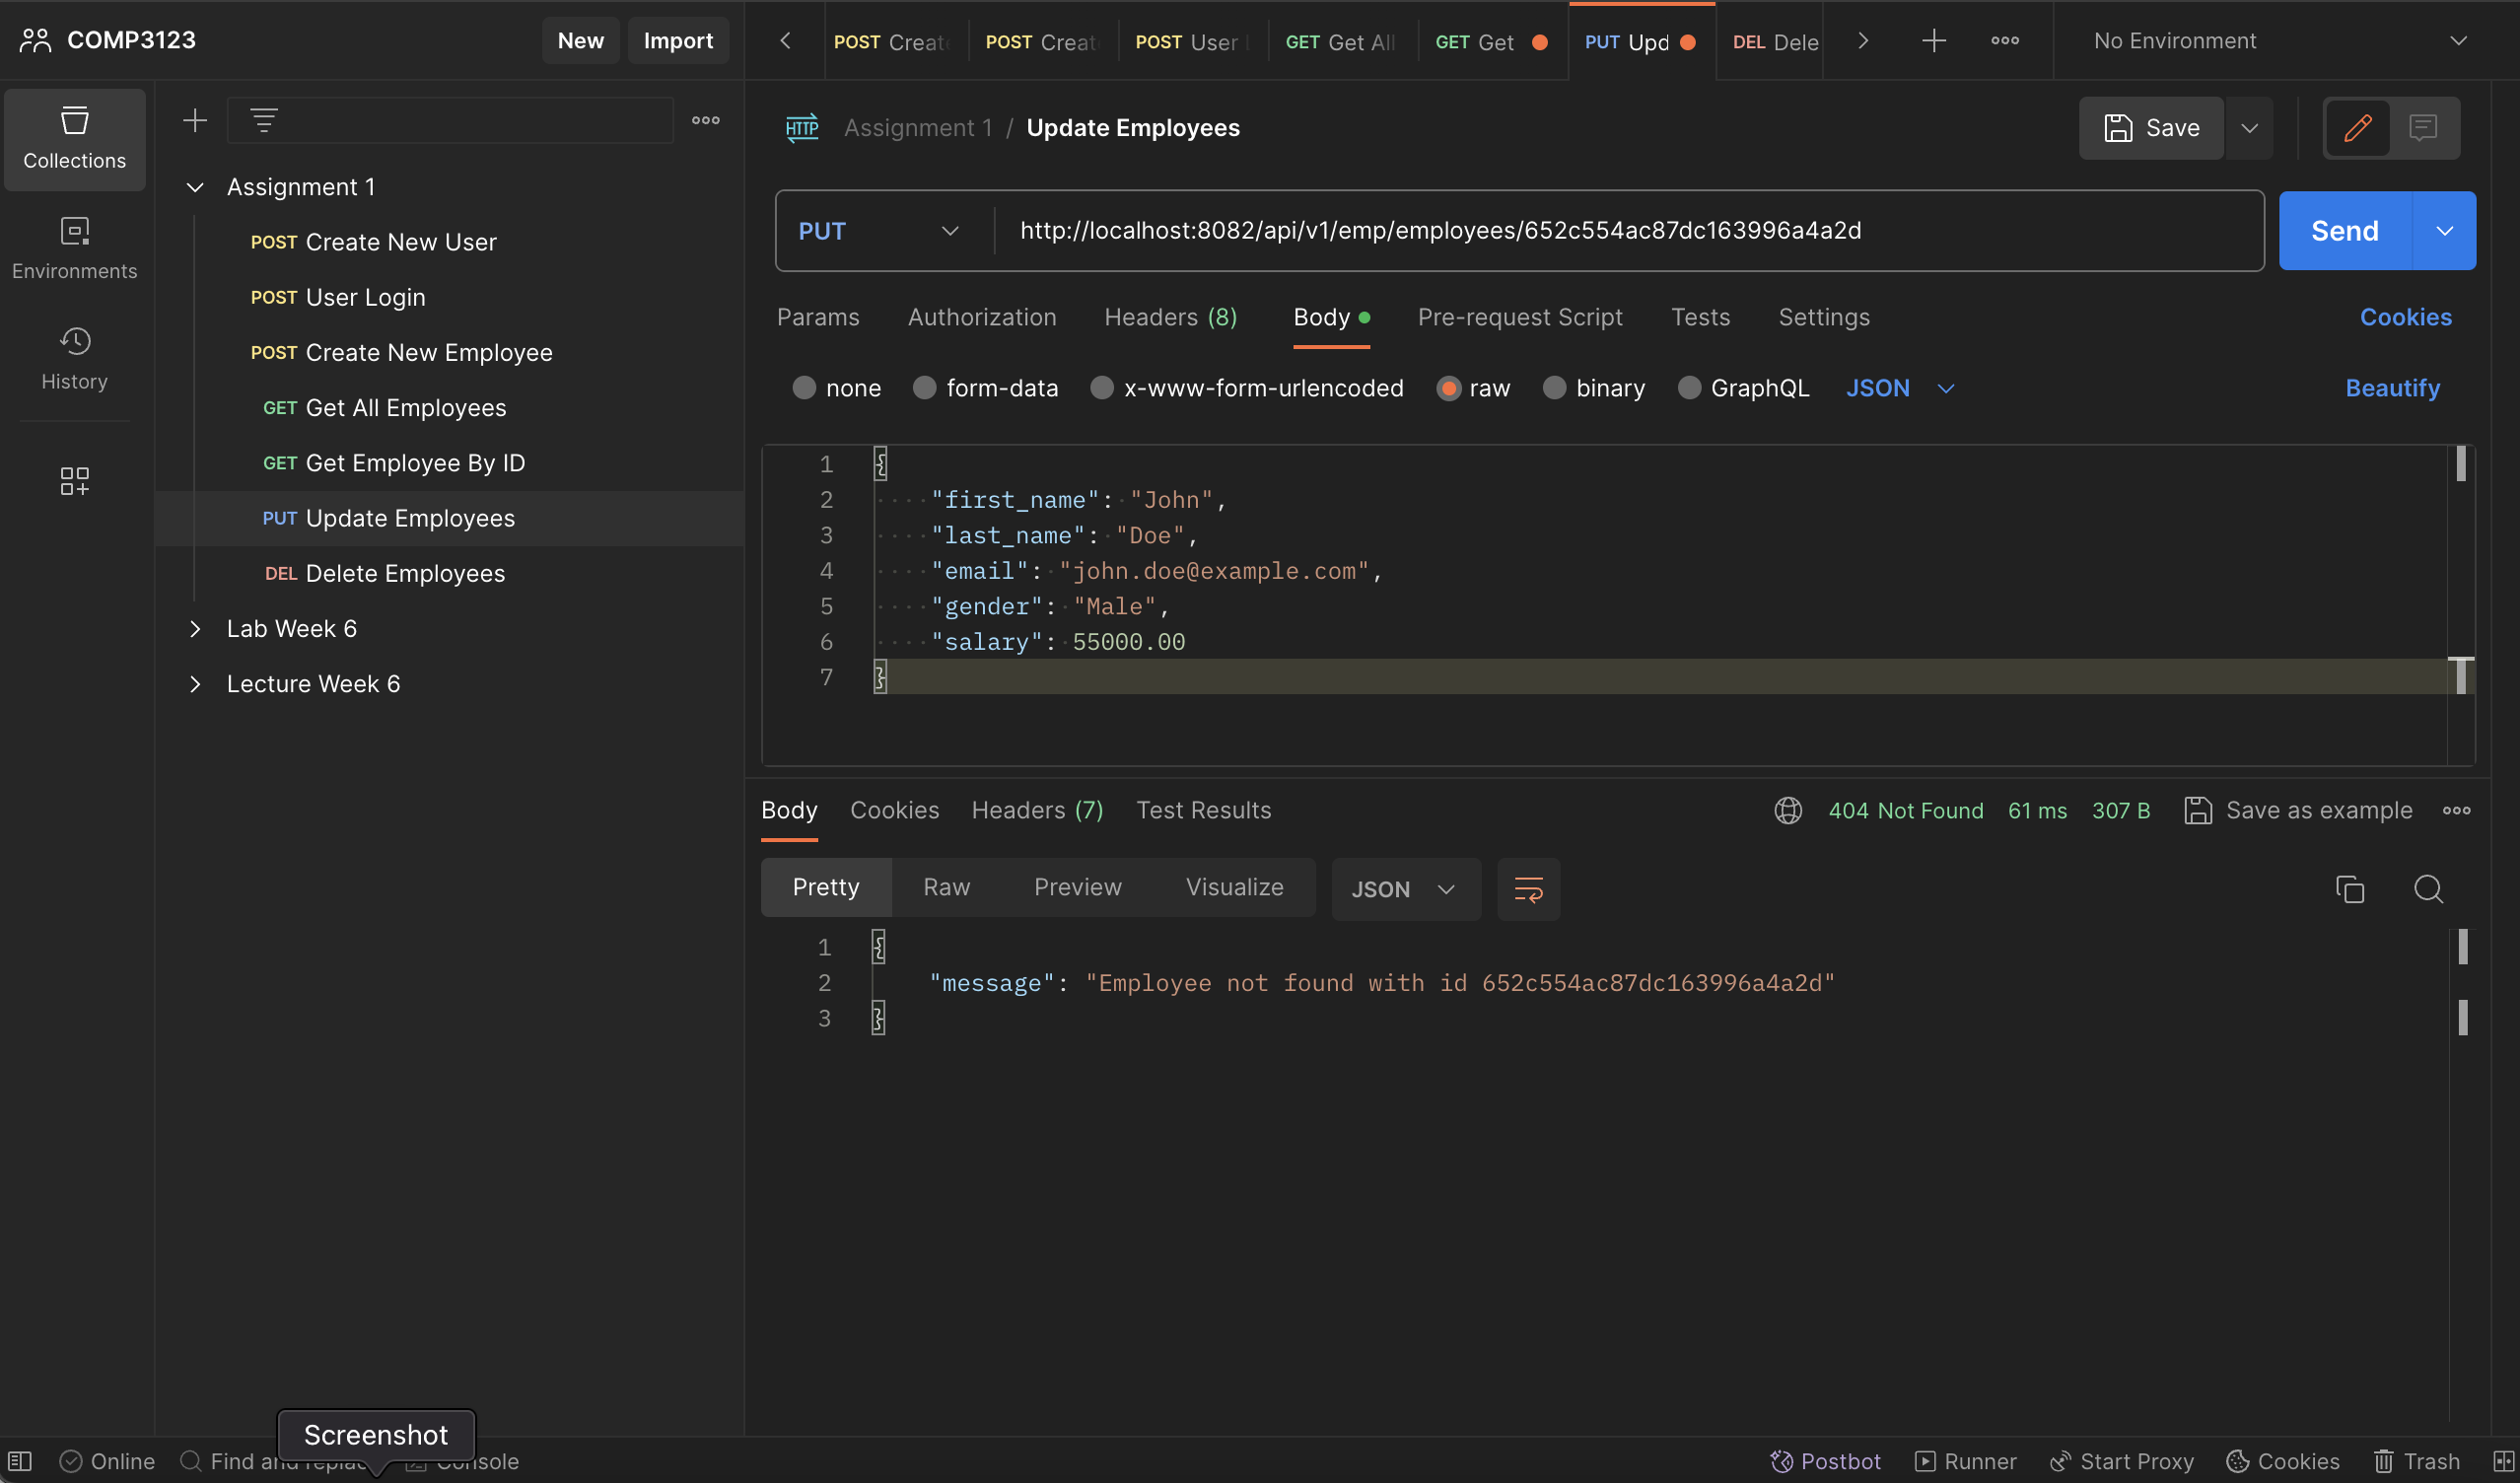 COMP3123
New
Import
POST Creat
POST Creat
POST User
GET Get All
GET Get
PUT Upd
DEL Dele
No Environment
Collections
Environments
History
Assignment 1
POST Create New User
POST User Login
POST Create New Employee
GET Get All Employees
GET Get Employee By ID
PUT Update Employees
DEL Delete Employees
Lab Week 6
Lecture Week 6
HTTP Assignment 1 / Update Employees
Save
PUT http://localhost:8082/api/v1/emp/employees/652c554ac87dc163996a4a2d
Send
Params Authorization Headers (8) Body Pre-request Script Tests Settings Cookies
none form-data x-www-form-urlencoded raw binary GraphQL JSON Beautify
1 {
2 "first_name": "John",
3 "last_name": "Doe",
4 "email": "john.doe@example.com",
5 "gender": "Male",
6 "salary": 55000.00
7 }
Body Cookies Headers (7) Test Results 404 Not Found 61 ms 307 B Save as example
Pretty Raw Preview Visualize JSON
1 {
2 "message": "Employee not found with id 652c554ac87dc163996a4a2d"
3 }
Screenshot
Online Find and replace Console Postbot Runner Start Proxy Cookies Trash